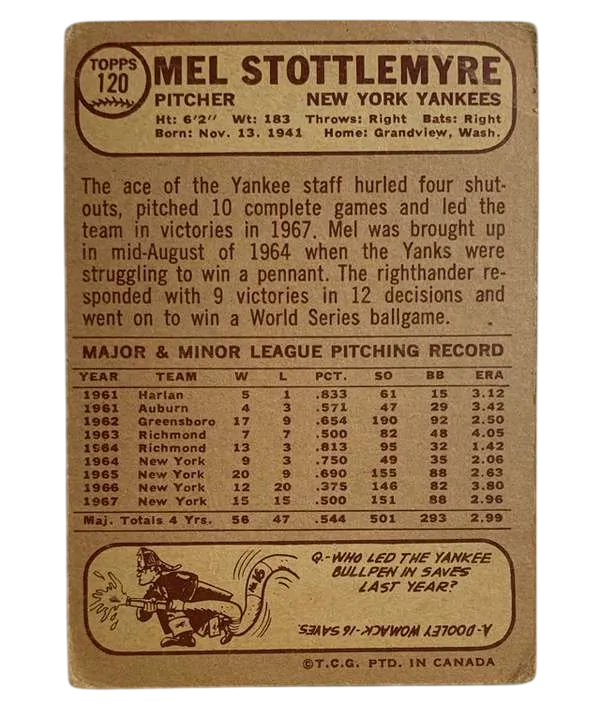 TOPPS
120
MEL STOTTLEMYRE
PITCHER NEW YORK YANKEES
Ht: 6'2" Wt: 183 Throws: Right Bats: Right
Born: Nov. 13, 1941 Home: Grandview, Wash.
The ace of the Yankee staff hurled four shut-
outs, pitched 10 complete games and led the
team in victories in 1967. Mel was brought up
in mid-August of 1964 when the Yanks were
struggling to win a pennant. The righthander re-
sponded with 9 victories in 12 decisions and
went on to win a World Series ballgame.
MAJOR & MINOR LEAGUE PITCHING RECORD
YEAR TEAM W L PCT. SO BB ERA
1961 Harlan 5 1 .833 61 15 3.12
1961 Auburn 4 3 .571 47 29 3.42
1962 Greensboro 17 9 .654 190 92 2.50
1963 Richmond 7 7 .500 82 48 4.05
1964 Richmond 13 3 .813 95 32 1.42
1964 New York 9 3 .750 49 35 2.06
1965 New York 20 9 .690 155 88 2.63
1966 New York 12 20 .375 146 82 3.80
1967 New York 15 15 .500 151 88 2.96
Maj. Totals 4 Yrs. 56 47 .544 501 293 2.99
Q.-WHO LED THE YANKEE
BULLPEN IN SAVES
LAST YEAR?
A-DOOLEY WOMACK-16 SAVES.
©T.C.G. PTD. IN CANADA